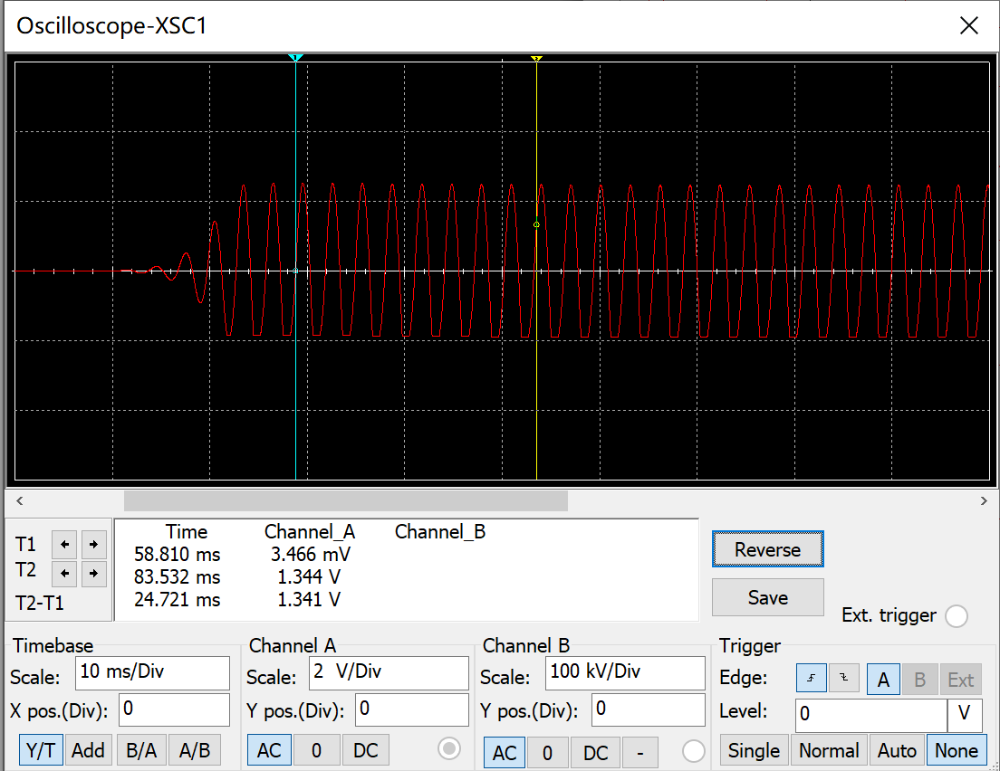 Oscilloscope-XSC1
1
Time Channel_A Channel_B
T1 58.810 ms 3.466 mV
T2 83.532 ms 1.344 V
T2-T1 24.721 ms 1.341 V
Reverse
Save
Ext. trigger
Timebase
Scale: 10 ms/Div
X pos.(Div): 0
Y/T Add B/A A/B
Channel A
Scale: 2 V/Div
Y pos.(Div): 0
AC 0 DC
Channel B
Scale: 100 kV/Div
Y pos.(Div): 0
AC 0 DC -
Trigger
Edge: A B Ext
Level: 0 V
Single Normal Auto None